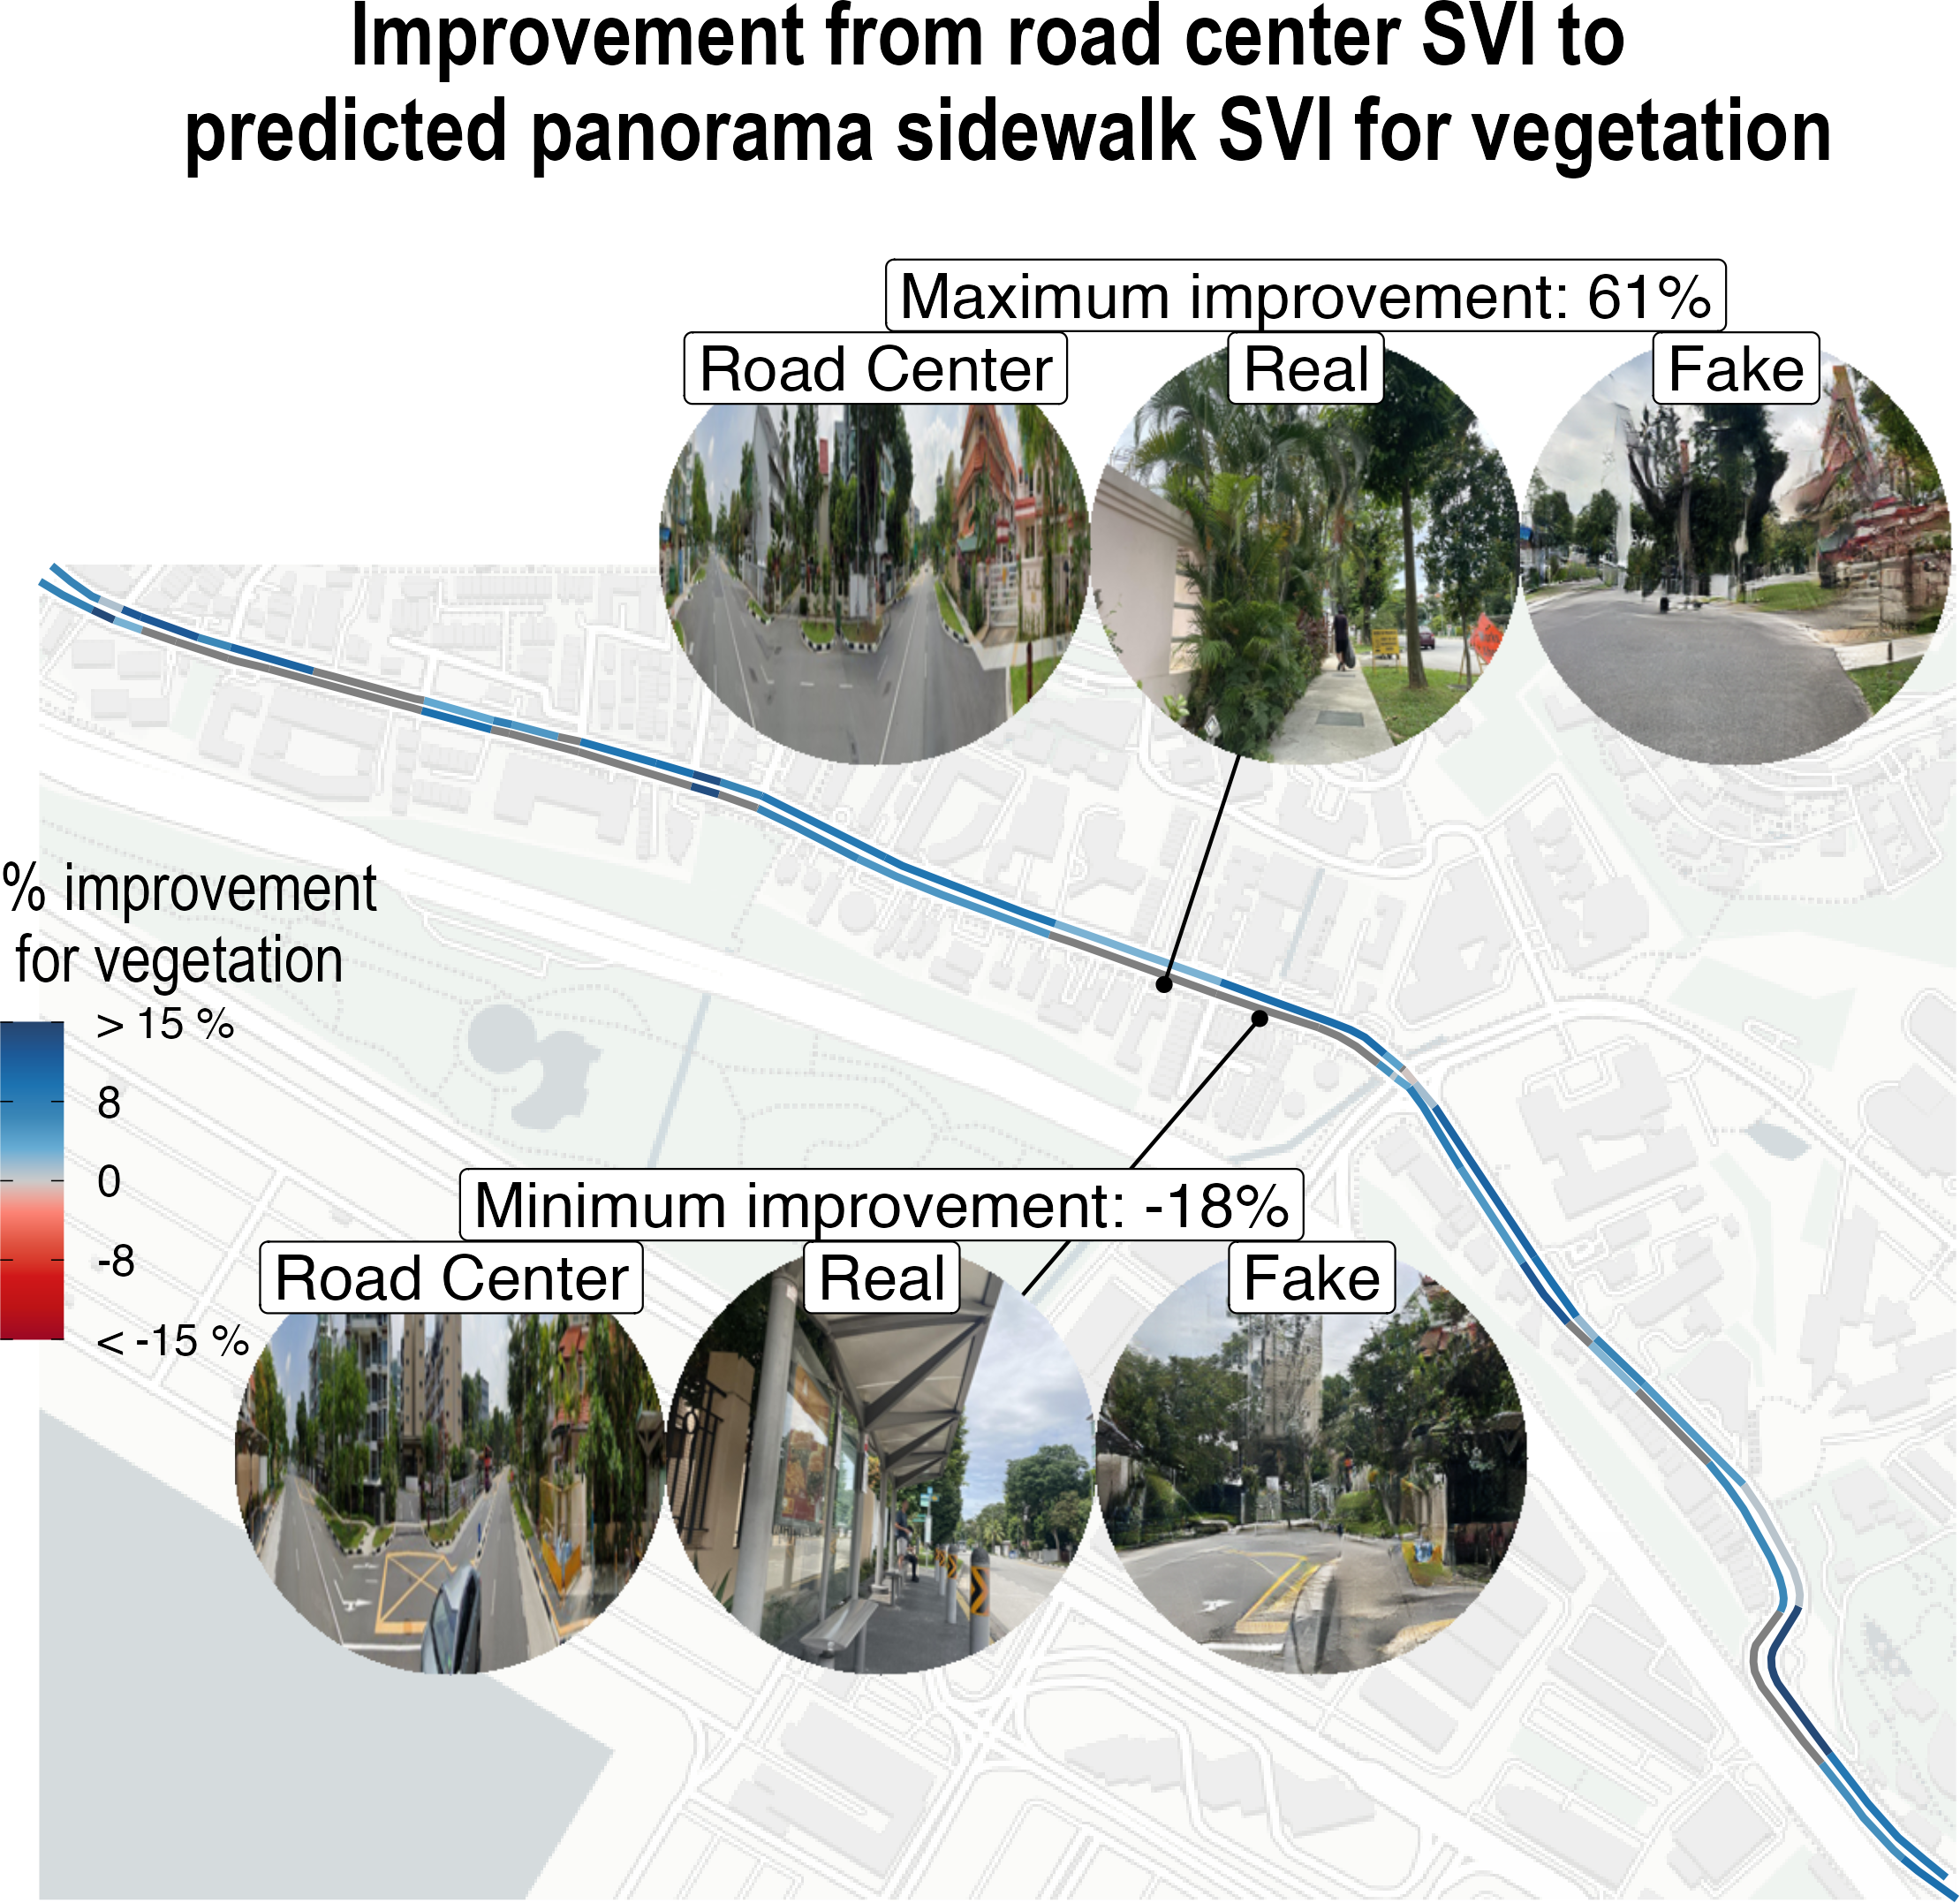 Improvement from road center SVI to
predicted panorama sidewalk SVI for vegetation
Maximum improvement: 61%
Road Center
Real
Fake
% improvement
for vegetation
> 15 %
8
0
-8
< -15 %
Minimum improvement: -18%
Road Center
Real
Fake